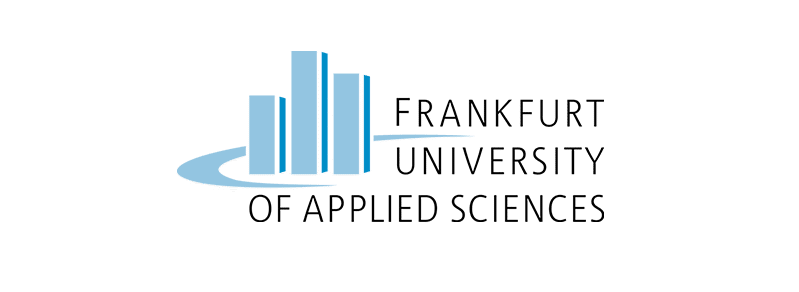 FRANKFURT
UNIVERSITY
OF APPLIED SCIENCES